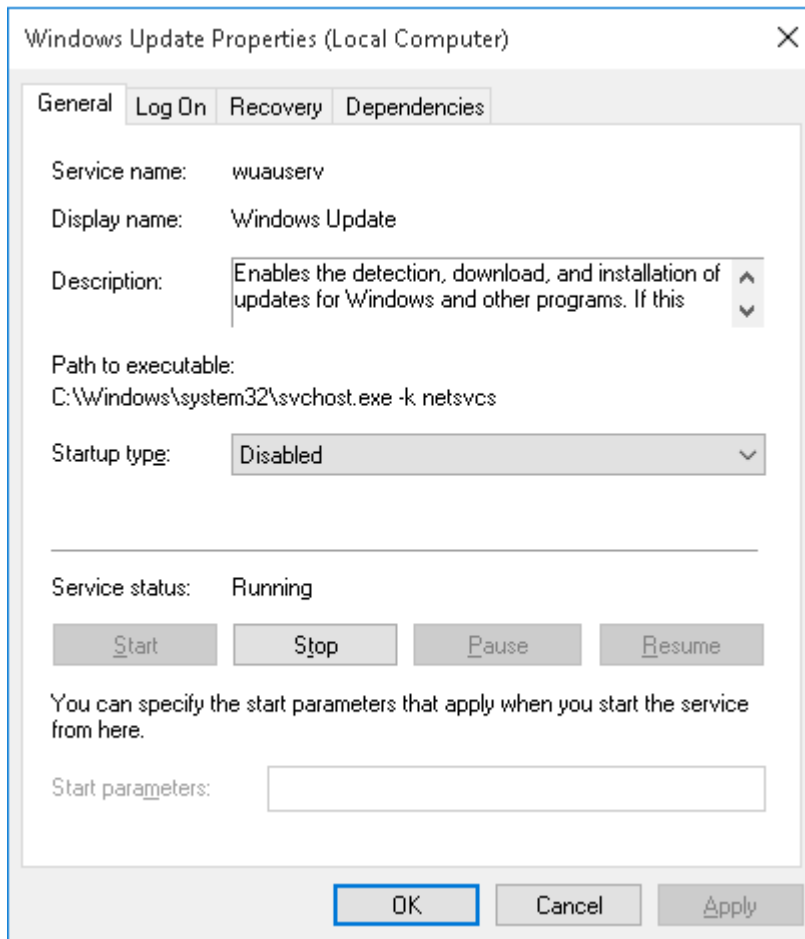 Windows Update Properties (Local Computer)
General Log On Recovery Dependencies
Service name: wuauserv
Display name: Windows Update
Description: Enables the detection, download, and installation of
updates for Windows and other programs. If this
Path to executable:
C:\Windows\system32\svchost.exe -k netsvcs
Startup type: Disabled
Service status: Running
Start Stop Pause Resume
You can specify the start parameters that apply when you start the service
from here.
Start parameters:
OK Cancel Apply